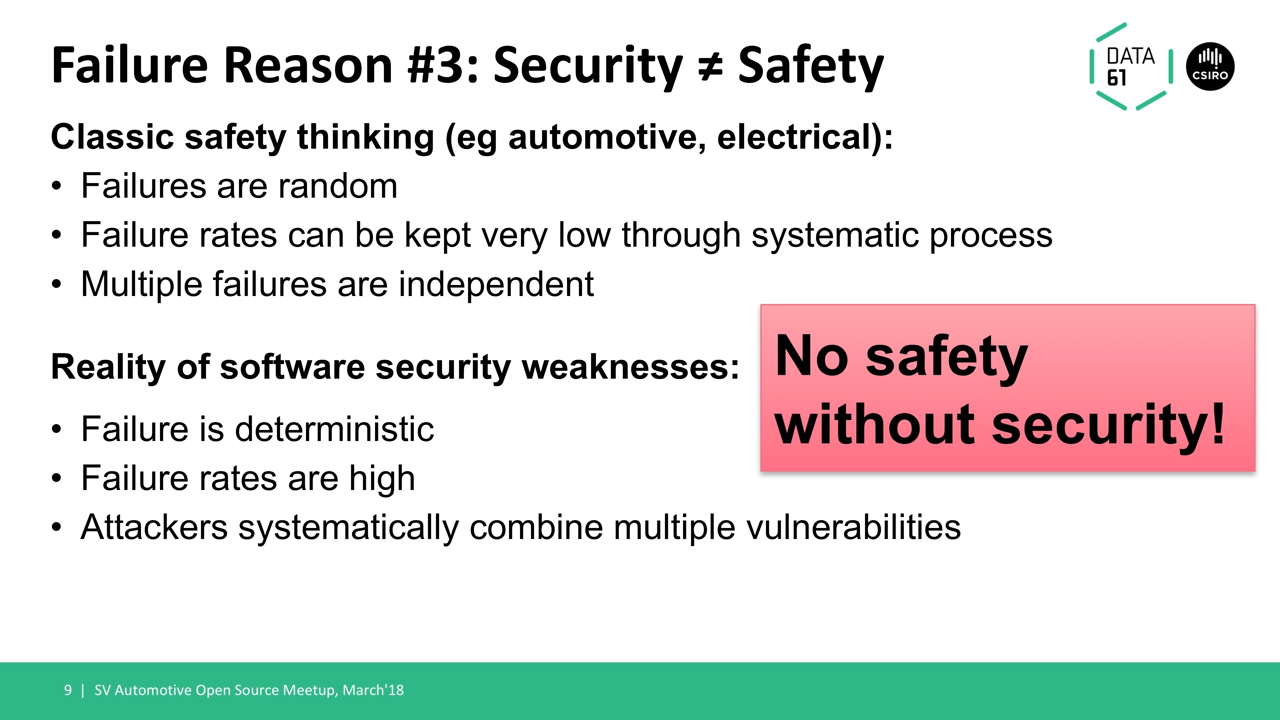 Failure Reason #3: Security ≠ Safety
DATA
61
CSIRO
Classic safety thinking (eg automotive, electrical):
• Failures are random
• Failure rates can be kept very low through systematic process
• Multiple failures are independent
No safety
without security!
Reality of software security weaknesses:
• Failure is deterministic
• Failure rates are high
• Attackers systematically combine multiple vulnerabilities
9 | SV Automotive Open Source Meetup, March'18